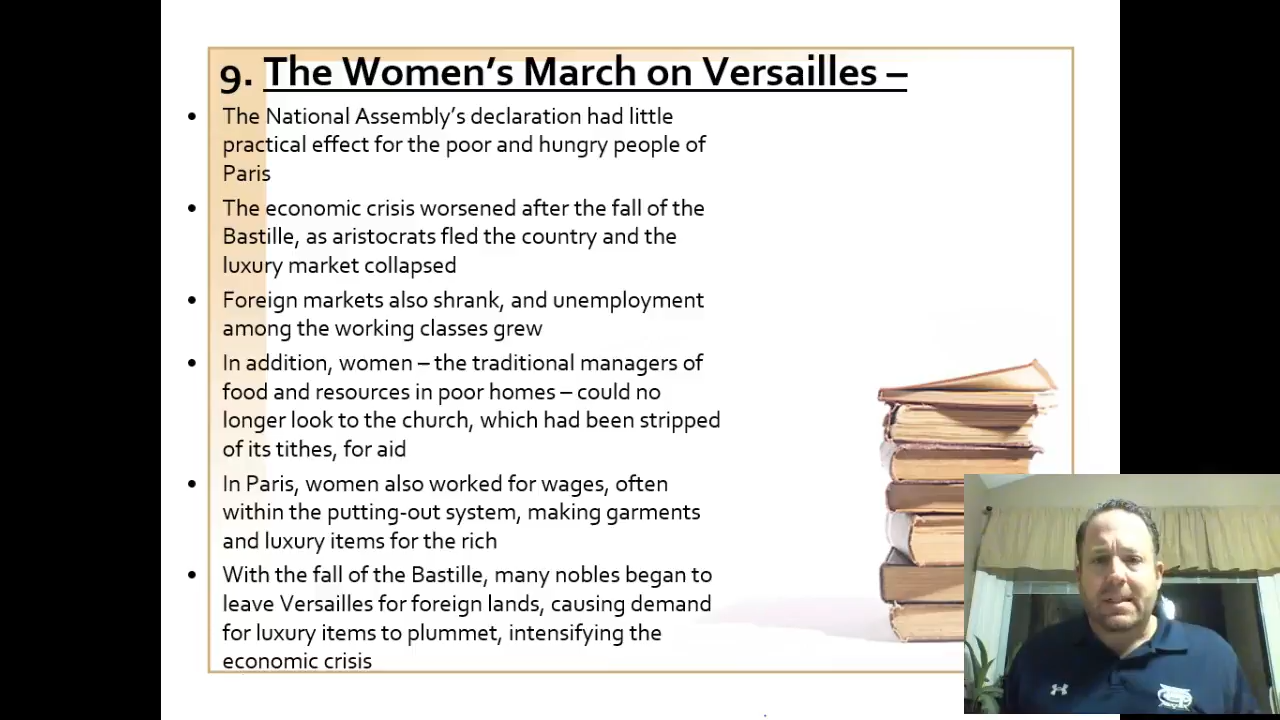 9. The Women's March on Versailles –
• The National Assembly's declaration had little
practical effect for the poor and hungry people of
Paris
• The economic crisis worsened after the fall of the
Bastille, as aristocrats fled the country and the
luxury market collapsed
• Foreign markets also shrank, and unemployment
among the working classes grew
• In addition, women – the traditional managers of
food and resources in poor homes – could no
longer look to the church, which had been stripped
of its tithes, for aid
• In Paris, women also worked for wages, often
within the putting-out system, making garments
and luxury items for the rich
• With the fall of the Bastille, many nobles began to
leave Versailles for foreign lands, causing demand
for luxury items to plummet, intensifying the
economic crisis